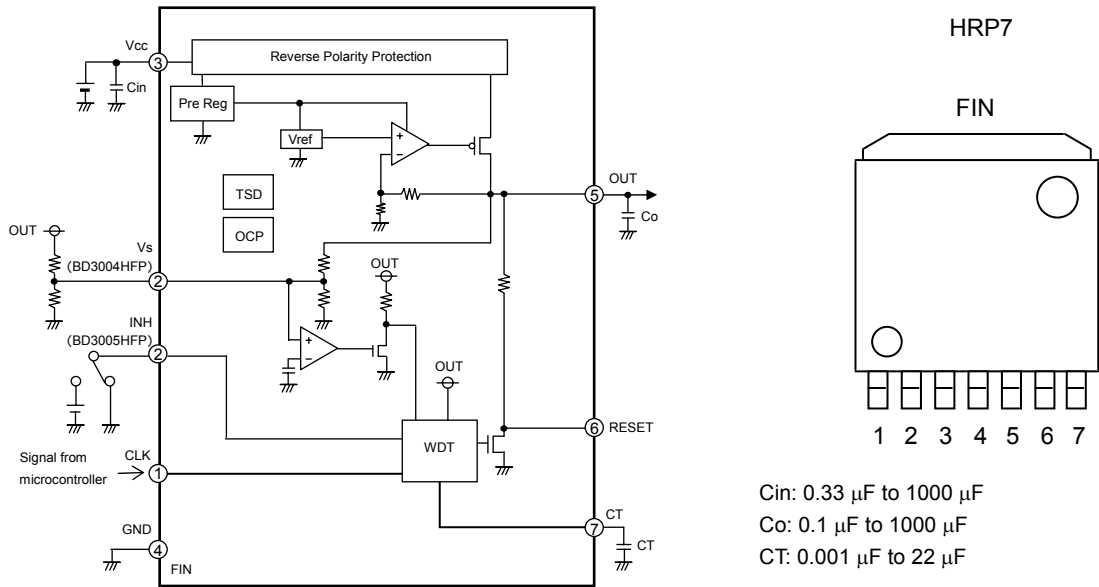 Vcc
3
Cin
Reverse Polarity Protection
Pre Reg
Vref
+
−
TSD
OCP
OUT
5
Co
OUT
Vs
(BD3004HFP)
2
OUT
INH
(BD3005HFP)
2
+
−
OUT
WDT
6
RESET
Signal from
microcontroller
CLK
1
GND
4
FIN
7
CT
CT
HRP7
FIN
1 2 3 4 5 6 7
Cin: 0.33 μF to 1000 μF
Co: 0.1 μF to 1000 μF
CT: 0.001 μF to 22 μF